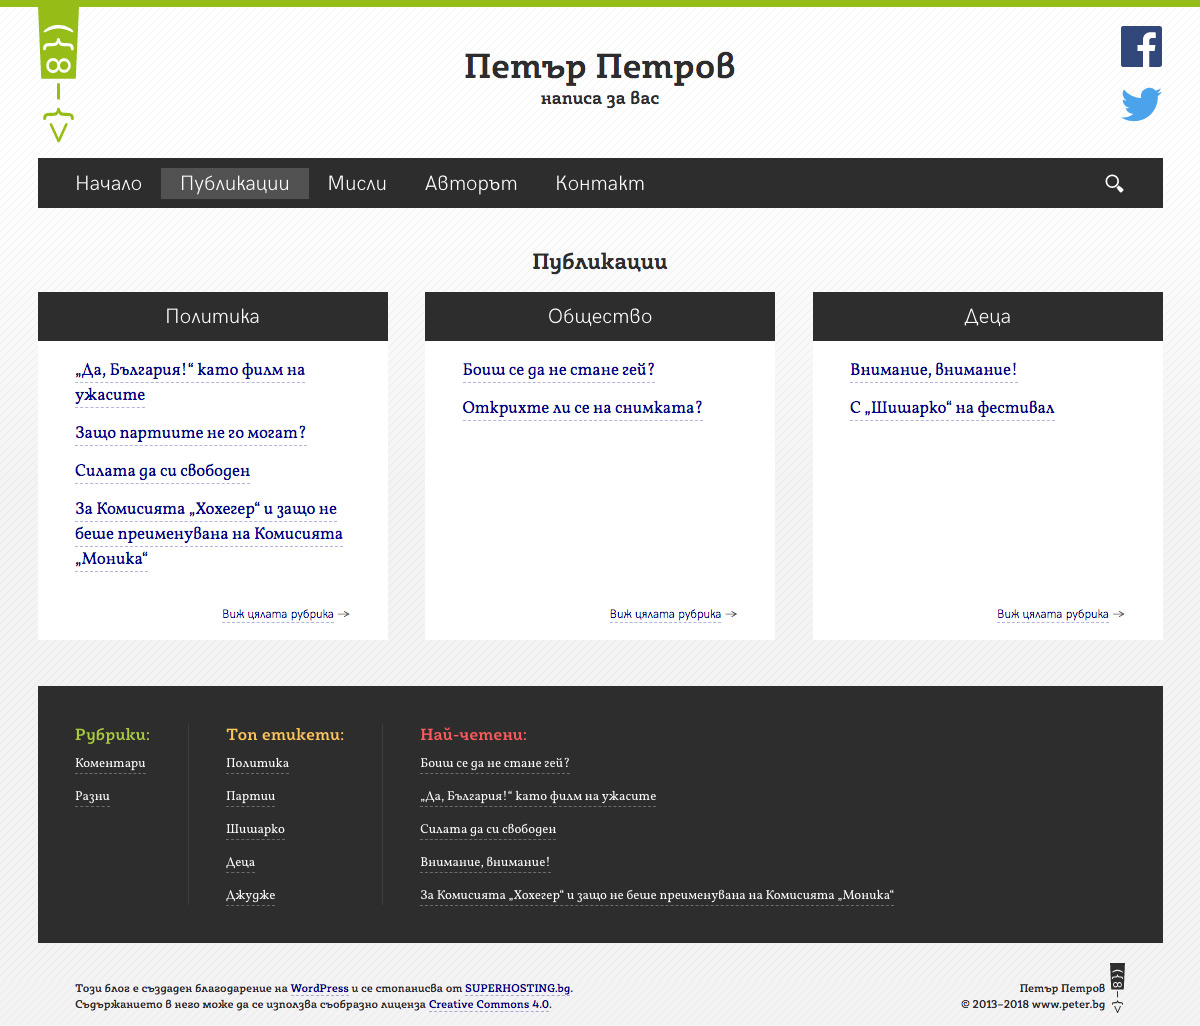 Петър Петров
написа за вас
Начало Публикации Мисли Авторът Контакт
Публикации
Политика
„Да, България!“ като филм на
ужасите
Защо партиите не го могат?
Силата да си свободен
За Комисията „Хохегер“ и защо не
беше преименувана на Комисията
„Моника“
Виж цялата рубрика →
Общество
Боиш се да не стане гей?
Открихте ли се на снимката?
Виж цялата рубрика →
Деца
Внимание, внимание!
С „Шишарко“ на фестивал
Виж цялата рубрика →
Рубрики:
Коментари
Разни
Топ етикети:
Политика
Партии
Шишарко
Деца
Джудже
Най-четени:
Боиш се да не стане гей?
„Да, България!“ като филм на ужасите
Силата да си свободен
Внимание, внимание!
За Комисията „Хохегер“ и защо не беше преименувана на Комисията „Моника“
Този блог е създаден благодарение на WordPress и се стопанисва от SUPERHOSTING.bg.
Съдържанието в него може да се използва съобразно лиценза Creative Commons 4.0.
Петър Петров
© 2013–2018 www.peter.bg